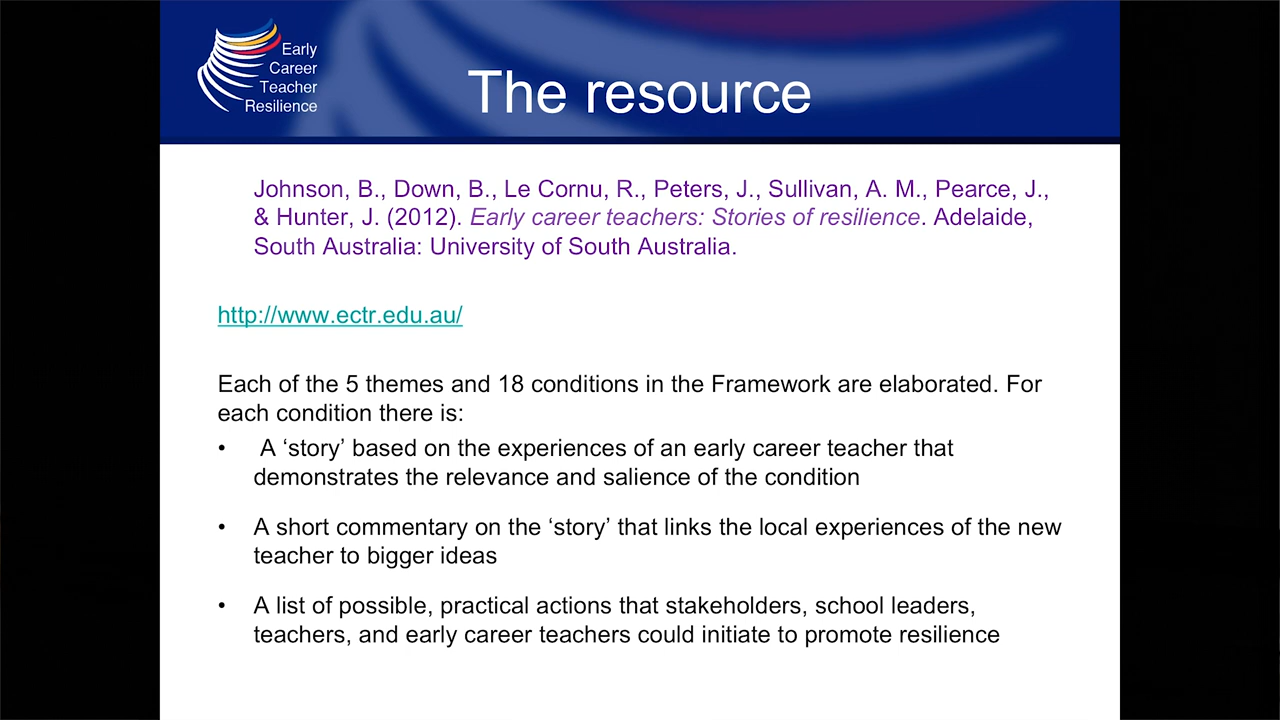 Early
Career
Teacher
Resilience
The resource
Johnson, B., Down, B., Le Cornu, R., Peters, J., Sullivan, A. M., Pearce, J.,
& Hunter, J. (2012). Early career teachers: Stories of resilience. Adelaide,
South Australia: University of South Australia.
http://www.ectr.edu.au/
Each of the 5 themes and 18 conditions in the Framework are elaborated. For
each condition there is:
• A ‘story’ based on the experiences of an early career teacher that
demonstrates the relevance and salience of the condition
• A short commentary on the ‘story’ that links the local experiences of the new
teacher to bigger ideas
• A list of possible, practical actions that stakeholders, school leaders,
teachers, and early career teachers could initiate to promote resilience